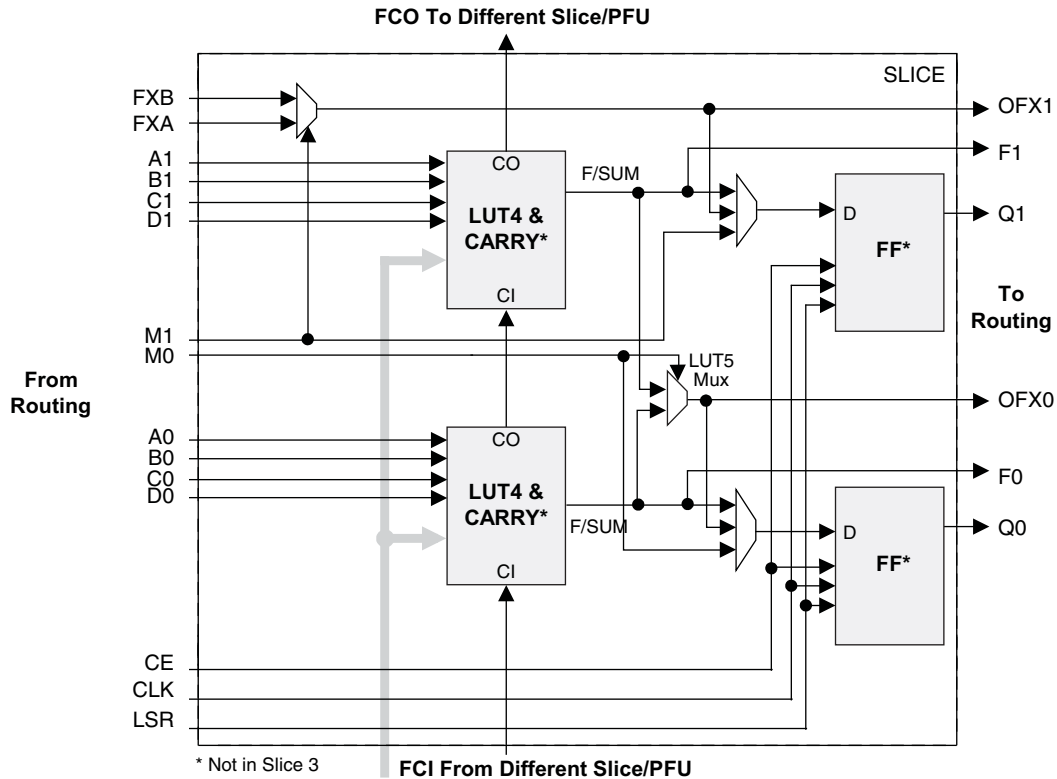 FCO To Different Slice/PFU
SLICE
FXB
FXA
OFX1
A1
B1
C1
D1
CO
LUT4 &
CARRY*
CI
F/SUM
F1
D
FF*
Q1
To
Routing
M1
M0
From
Routing
LUT5
Mux
OFX0
A0
B0
C0
D0
CO
LUT4 &
CARRY*
CI
F/SUM
F0
D
FF*
Q0
CE
CLK
LSR
* Not in Slice 3
FCI From Different Slice/PFU